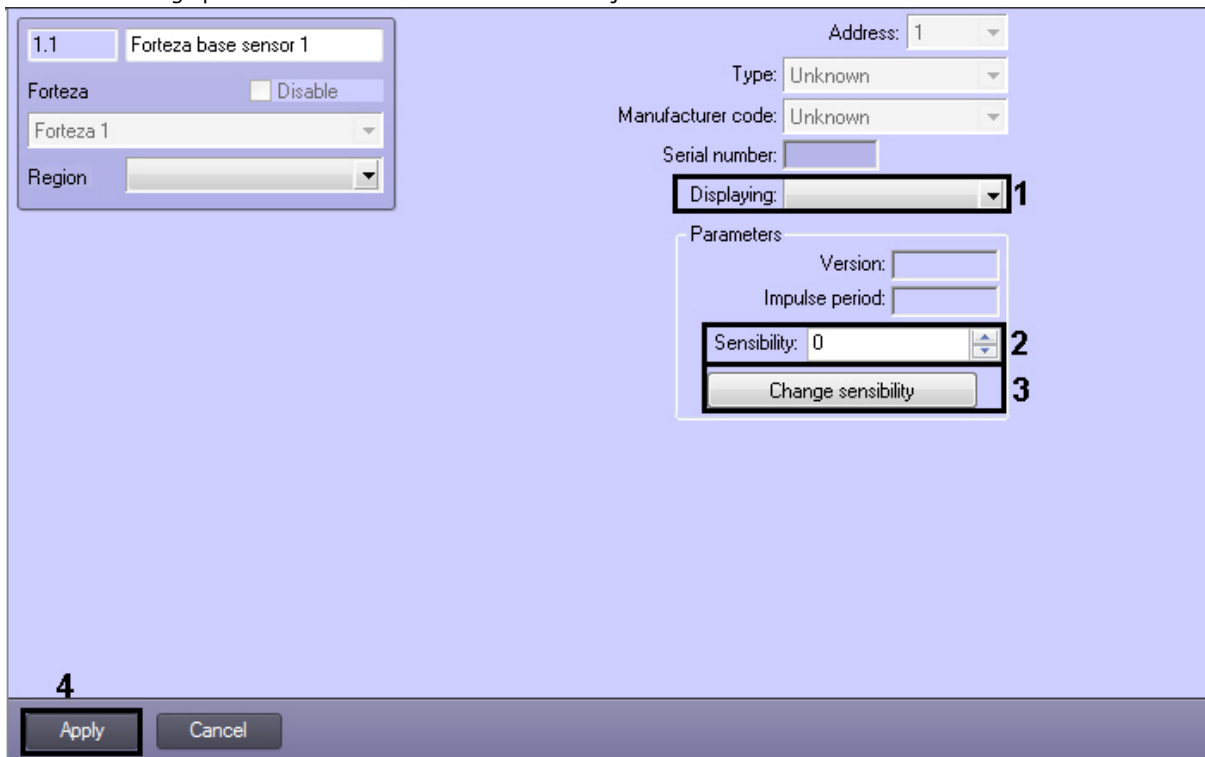 1.1 Forteza base sensor 1
Forteza Disable
Forteza 1
Region
Address: 1
Type: Unknown
Manufacturer code: Unknown
Serial number:
Displaying: 1
Parameters
Version:
Impulse period:
Sensibility: 0 2
Change sensibility 3
4
Apply Cancel